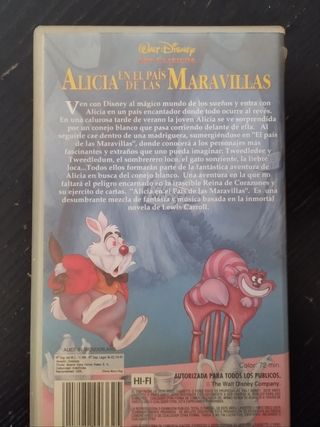 WALT DISNEY
LOS CLÁSICOS
ALICIA EN EL PAÍS DE LAS MARAVILLAS
Ven con Disney al mágico mundo de los sueños y entra con
Alicia en un país encantador donde todo ocurre al revés.
En una calurosa tarde de verano la joven Alicia se ve sorprendida
por un conejo blanco que pasa corriendo delante de ella. Al
seguirle cae dentro de una madriguera, sumergiéndose en "El país
de las Maravillas", donde conocerá a los personajes más
fascinantes y extraños que uno pueda imaginar; Tweedledee y
Tweedledum, el sombrerero loco, el gato sonriente, la liebre
loca...Todos ellos formarán parte de la fantástica aventura de
Alicia en busca del conejo blanco. Una aventura en la que no
faltará el peligro encarnado en la irascible Reina de Corazones y
su ejército de cartas. "Alicia en el País de las Maravillas". Es una
desumbrante mezcla de fantasía y música basada en la inmortal
novela de Lewis Carroll.
Color: 72 min.
HI-FI
AUTORIZADA PARA TODOS LOS PUBLICOS.
The Walt Disney Company.